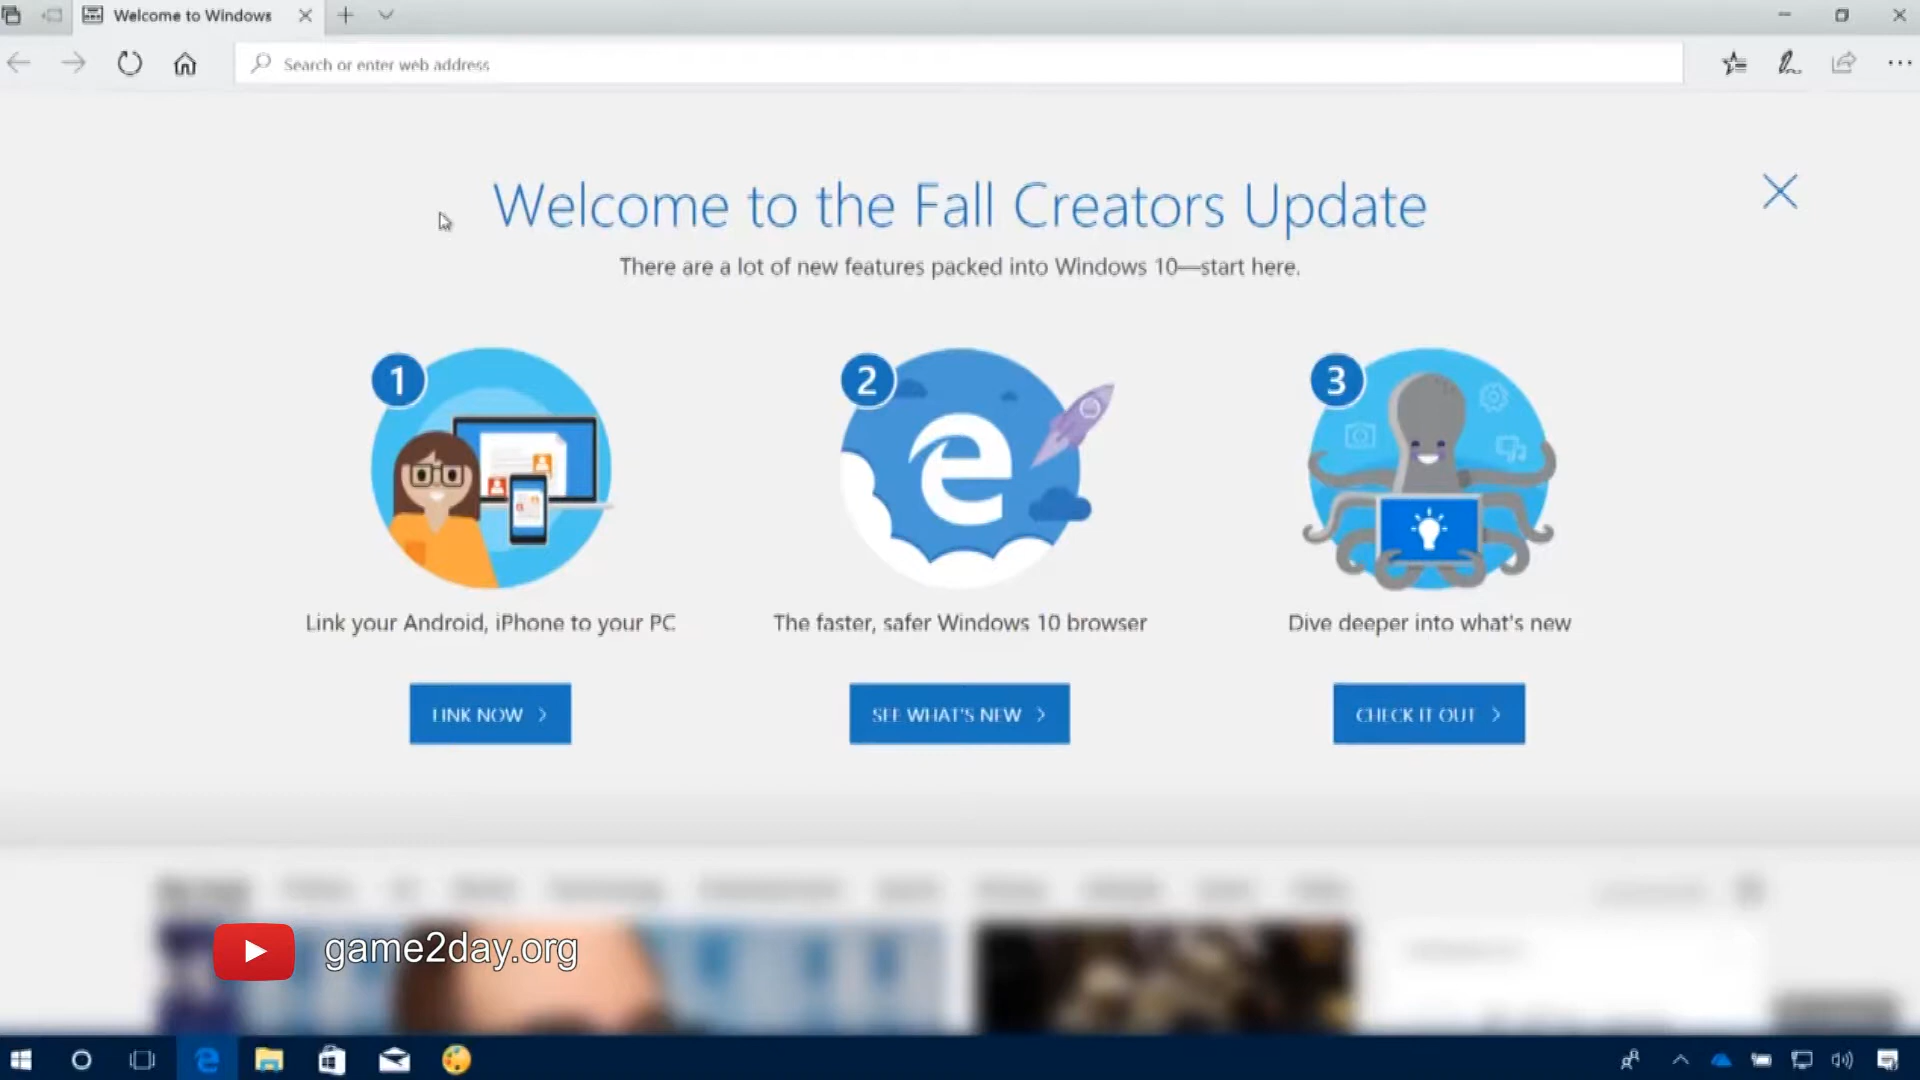 Welcome to Windows
Search or enter web address
Welcome to the Fall Creators Update
There are a lot of new features packed into Windows 10—start here.
1
2
3
Link your Android, iPhone to your PC
The faster, safer Windows 10 browser
Dive deeper into what's new
LINK NOW
SEE WHAT'S NEW
CHECK IT OUT
game2day.org